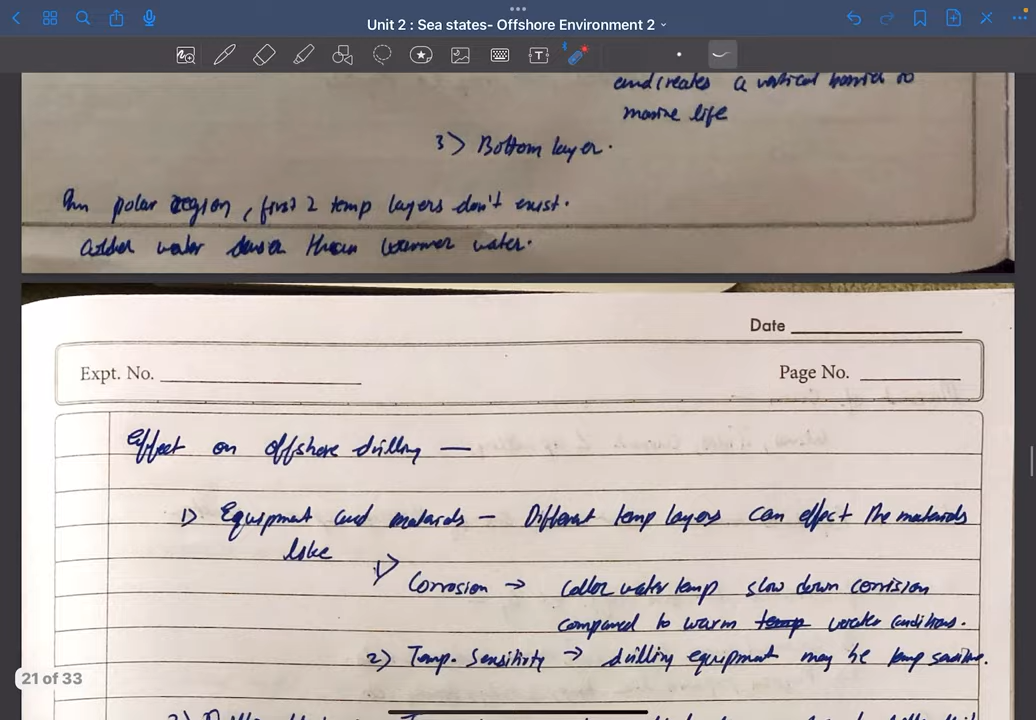 Unit 2 : Sea states- Offshore Environment 2
and creates a vertical barrier to
marine life
3> Bottom layer.
In polar region, first 2 temp layers don't exist.
colder water denser than warmer water.
Date
Expt. No.
Page No.
Effect on offshore drilling —
1) Equipment and materials — Different temp layers can effect the materials
like
1) Corrosion → water temp slow down corrision
compared to warm temp water conditions.
2) Temp. Sensitivity → drilling equipment may be temp sensitive.
21 of 33